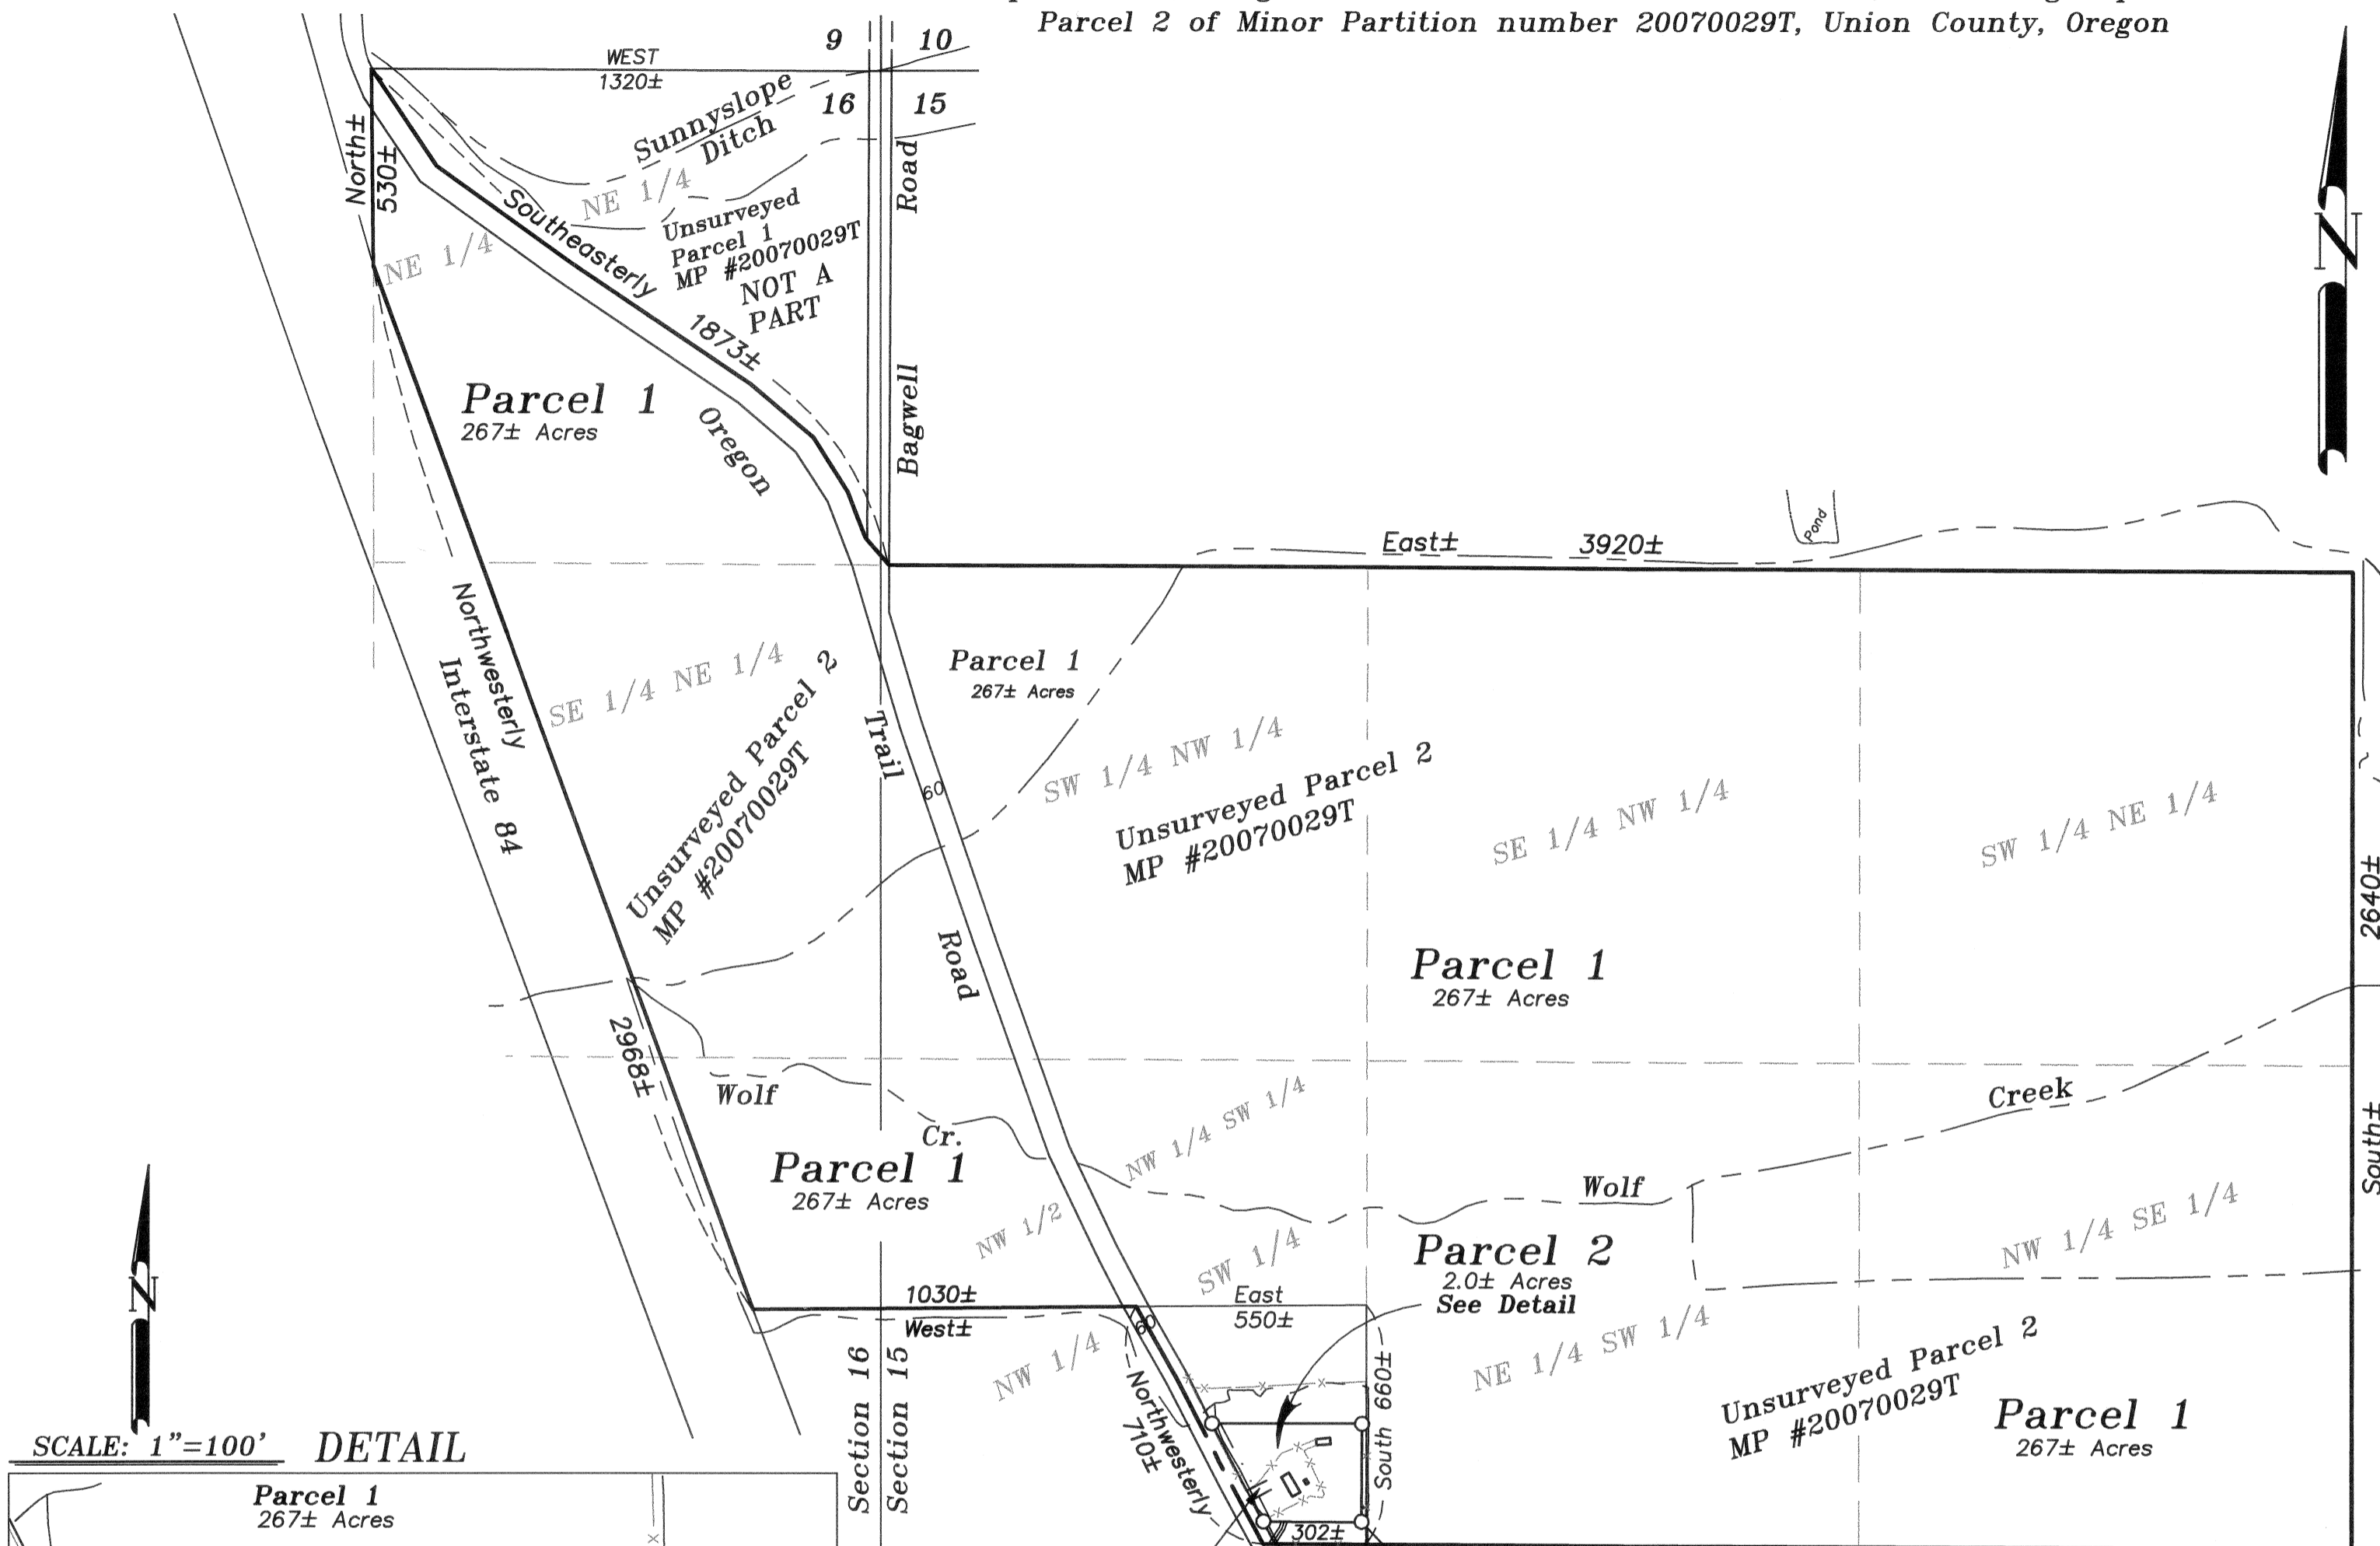 Parcel 2 of Minor Partition number 20070029T, Union County, Oregon
9
10
WEST
1320±
16
15
Sunnyslope
Ditch
North±
530±
NE 1/4
NE 1/4
Unsurveyed
Parcel 1
MP #20070029T
NOT A
PART
Road
Bagwell
Southeasterly
1873±
N
Parcel 1
267± Acres
Oregon
Pond
East±
3920±
Northwesterly
Interstate 84
SE 1/4 NE 1/4
Unsurveyed Parcel 2
MP #20070029T
Parcel 1
267± Acres
Trail
60
SW 1/4 NW 1/4
Unsurveyed Parcel 2
MP #20070029T
SE 1/4 NW 1/4
SW 1/4 NE 1/4
2640±
Road
Parcel 1
267± Acres
2968±
Wolf
Cr.
Parcel 1
267± Acres
NW 1/4 SW 1/4
NW 1/2
SW 1/4
Wolf
Creek
South±
Parcel 2
2.0± Acres
See Detail
NW 1/4 SE 1/4
N
1030±
West±
60
East
550±
NW 1/4
NE 1/4 SW 1/4
Unsurveyed Parcel 2
MP #20070029T
Parcel 1
267± Acres
Section 16
Section 15
Northwesterly
710±
South 660±
302±
SCALE: 1"=100'
DETAIL
Parcel 1
267± Acres